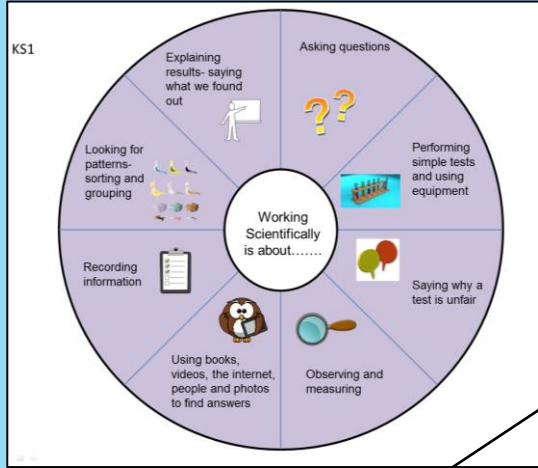 KS1
Asking questions
Performing
simple tests
and using
equipment
Saying why a
test is unfair
Observing and
measuring
Using books,
videos, the internet,
people and photos
to find answers
Recording
information
Looking for
patterns-
sorting and
grouping
Explaining
results- saying
what we found
out
Working
Scientifically
is about.......